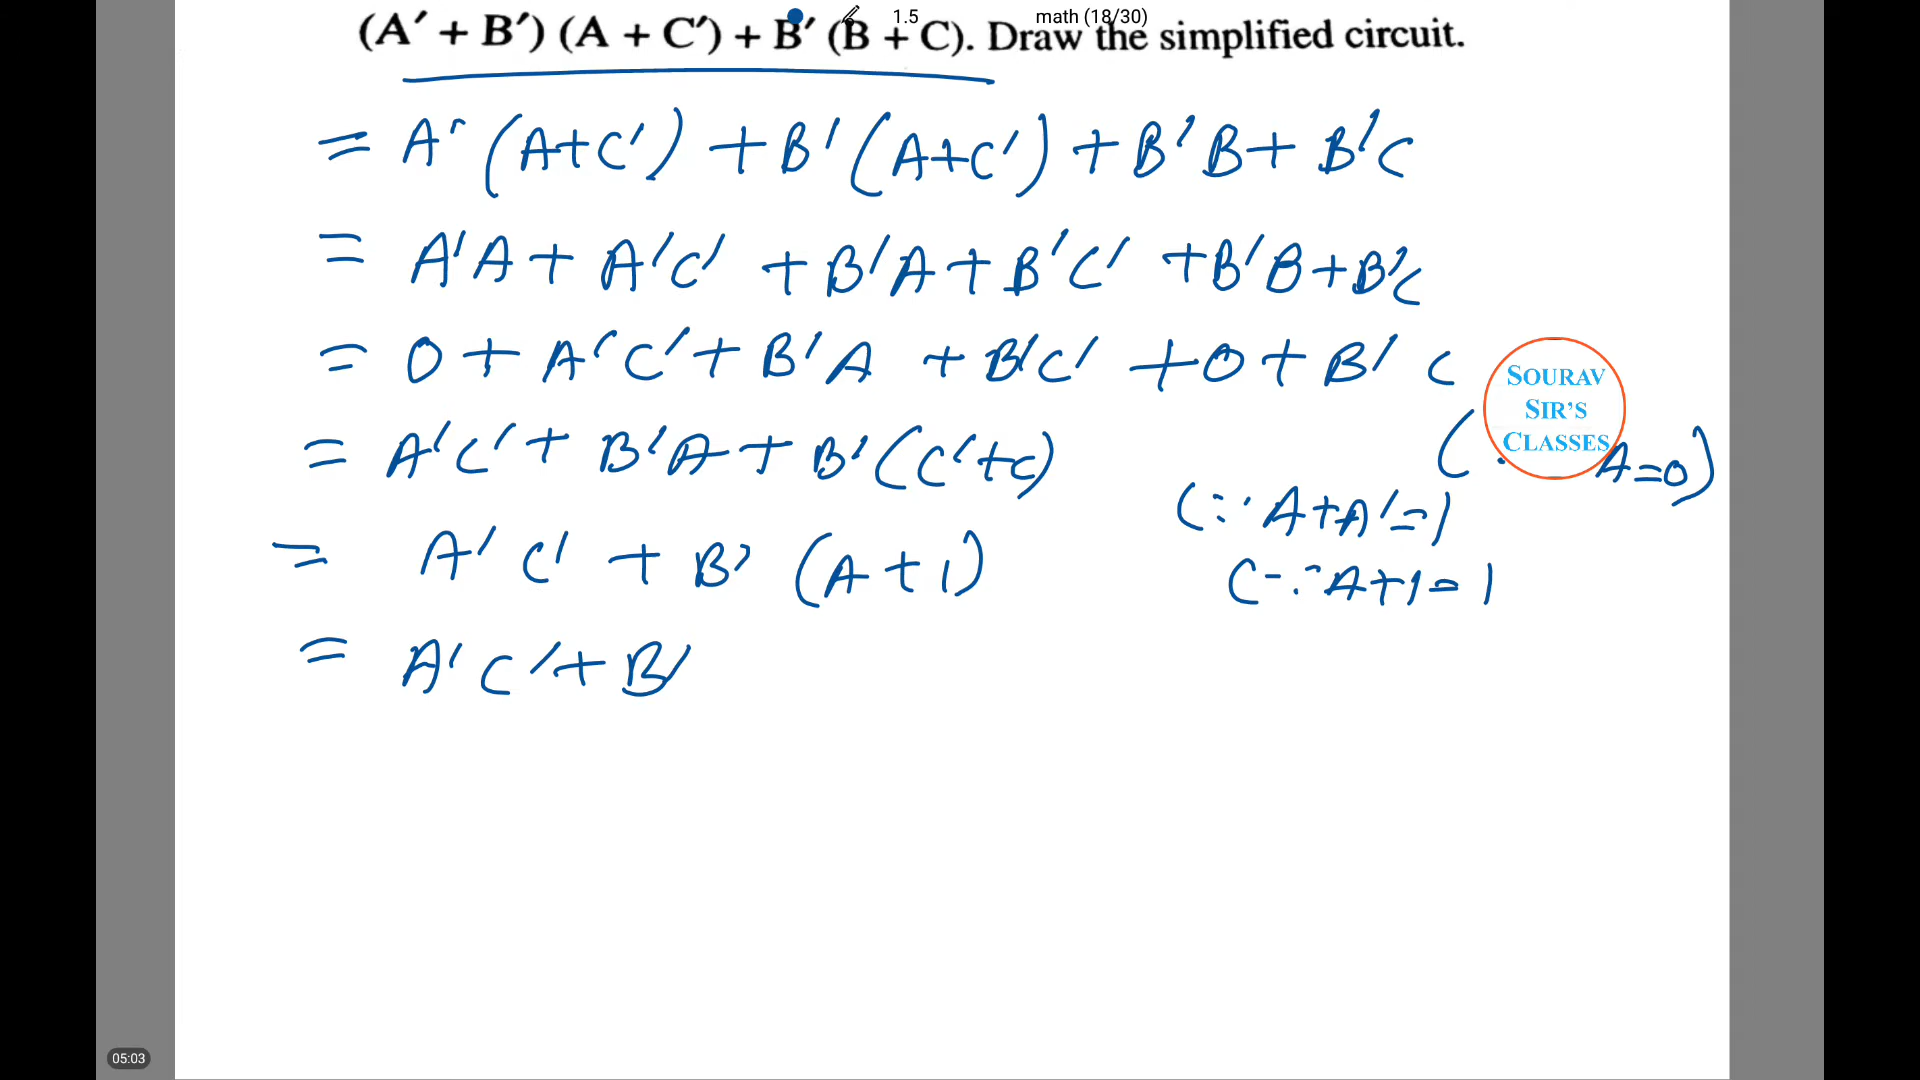 1.5 math (18/30)
(A′ + B′) (A + C′) + B′ (B + C). Draw the simplified circuit.
= A' (A+C') + B' (A+C') + B'B + B'C
= A'A + A'C' + B'A + B'C' + B'B + B'C
= 0 + A'C' + B'A + B'C' + 0 + B'C
SOURAV
SIR'S
CLASSES
= A'C' + B'A + B'(C'+C)
( A=0)
(∵ A+A'=1
= A'C' + B' (A+1)
(∵ A+1=1
= A'C' + B'
05:03